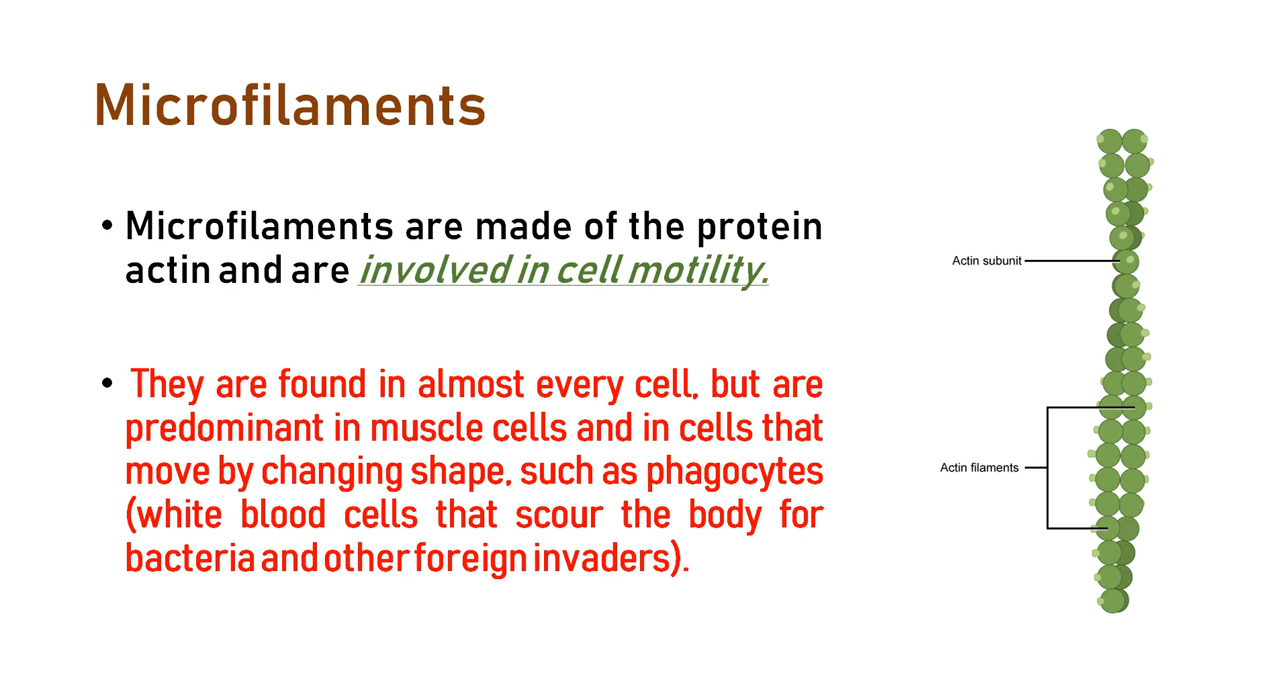 Microfilaments
• Microfilaments are made of the protein
actin and are involved in cell motility.
• They are found in almost every cell, but are
predominant in muscle cells and in cells that
move by changing shape, such as phagocytes
(white blood cells that scour the body for
bacteria and other foreign invaders).
Actin subunit
Actin filaments